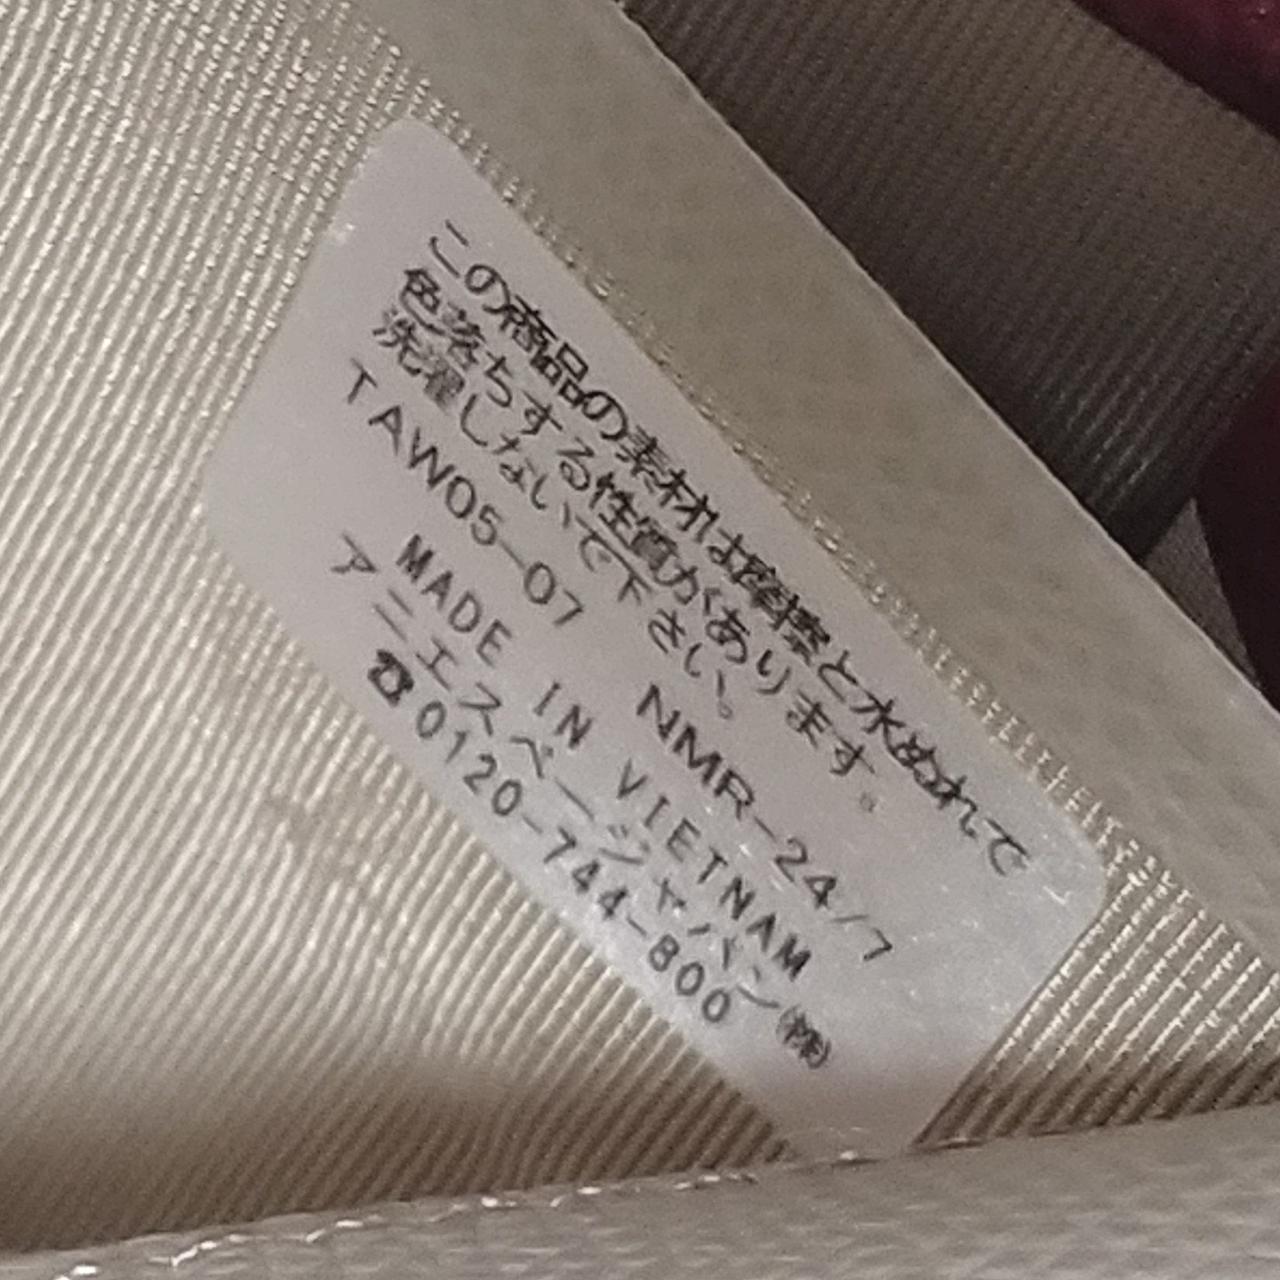 この商品の素材は摩擦と水ぬれで
色落ちする性質があります。
洗濯しないで下さい。
TAW05-07 NMR-24/7
MADE IN VIETNAM
アニエスベージャパン㈱
☎0120-744-800